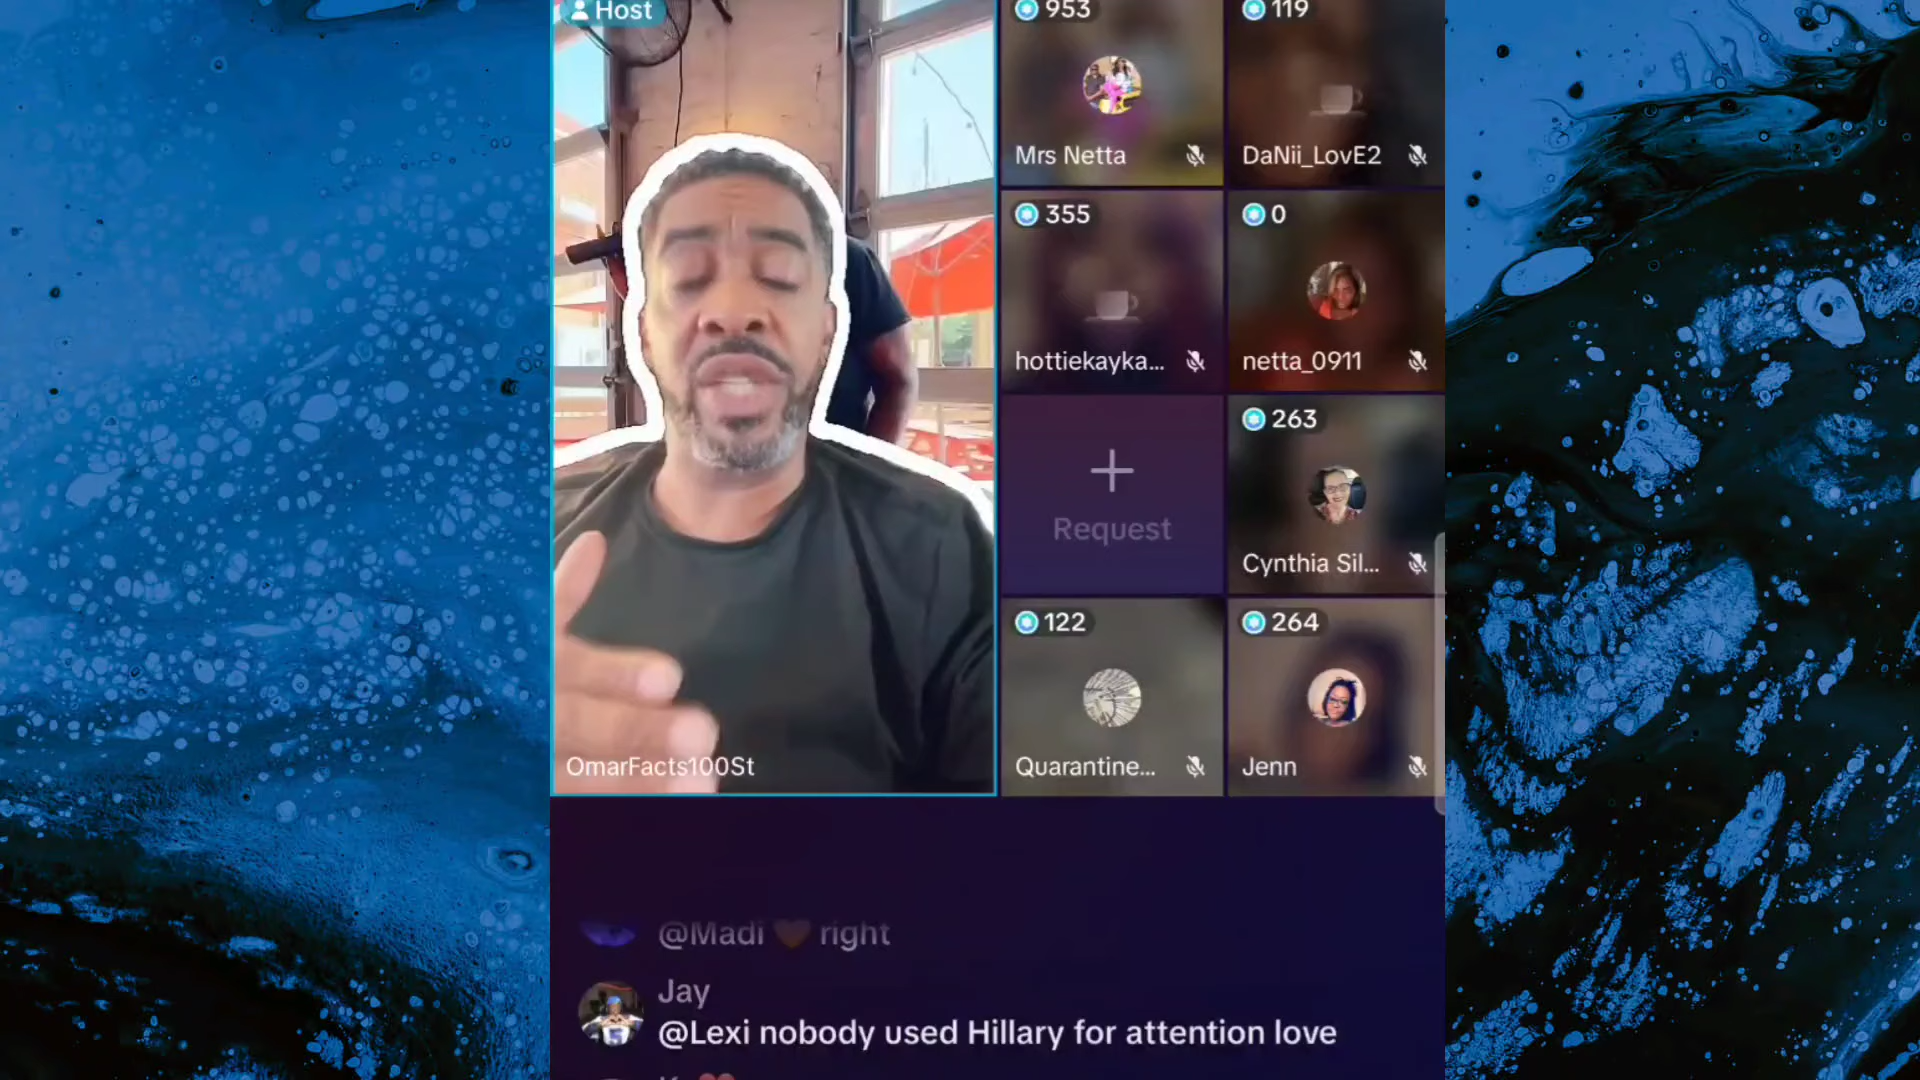 Host
953
119
Mrs Netta
DaNii_LovE2
355
0
hottiekayka...
netta_0911
Request
263
Cynthia Sil...
122
264
OmarFacts100St
Quarantine...
Jenn
@Madi 🤎 right
Jay
@Lexi nobody used Hillary for attention love